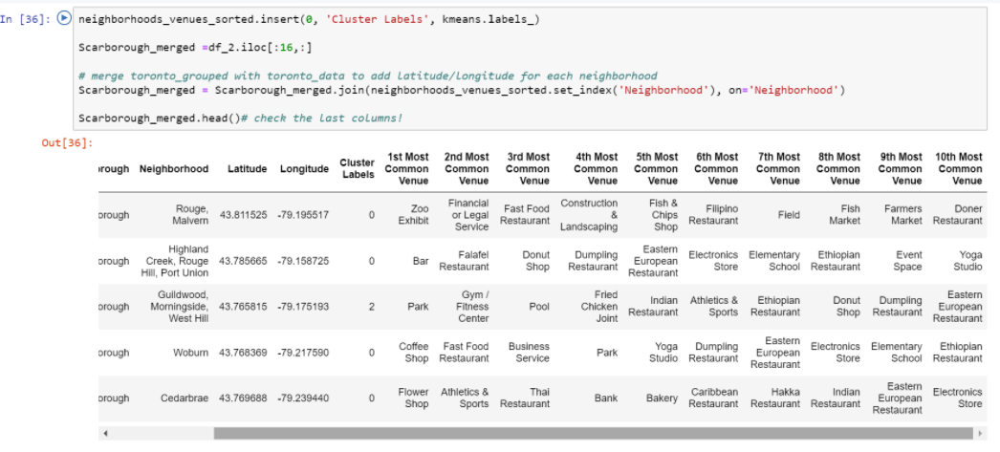 In [36]:
neighborhoods_venues_sorted.insert(0, 'Cluster Labels', kmeans.labels_)
Scarborough_merged =df_2.iloc[:16,:]
# merge toronto_grouped with toronto_data to add latitude/longitude for each neighborhood
Scarborough_merged = Scarborough_merged.join(neighborhoods_venues_sorted.set_index('Neighborhood'), on='Neighborhood')
Scarborough_merged.head()# check the last columns!
Out[36]:
orough Neighborhood Latitude Longitude Cluster Labels 1st Most Common Venue 2nd Most Common Venue 3rd Most Common Venue 4th Most Common Venue 5th Most Common Venue 6th Most Common Venue 7th Most Common Venue 8th Most Common Venue 9th Most Common Venue 10th Most Common Venue
orough Rouge, Malvern 43.811525 -79.195517 0 Zoo Exhibit Financial or Legal Service Fast Food Restaurant Construction & Landscaping Fish & Chips Shop Filipino Restaurant Field Fish Market Farmers Market Doner Restaurant
orough Highland Creek, Rouge Hill, Port Union 43.785665 -79.158725 0 Bar Falafel Restaurant Donut Shop Dumpling Restaurant Eastern European Restaurant Electronics Store Elementary School Ethiopian Restaurant Event Space Yoga Studio
orough Guildwood, Morningside, West Hill 43.765815 -79.175193 2 Park Gym / Fitness Center Pool Fried Chicken Joint Indian Restaurant Athletics & Sports Ethiopian Restaurant Donut Shop Dumpling Restaurant Eastern European Restaurant
orough Woburn 43.768369 -79.217590 0 Coffee Shop Fast Food Restaurant Business Service Park Yoga Studio Dumpling Restaurant Eastern European Restaurant Electronics Store Elementary School Ethiopian Restaurant
orough Cedarbrae 43.769688 -79.239440 0 Flower Shop Athletics & Sports Thai Restaurant Bank Bakery Caribbean Restaurant Hakka Restaurant Indian Restaurant Eastern European Restaurant Electronics Store